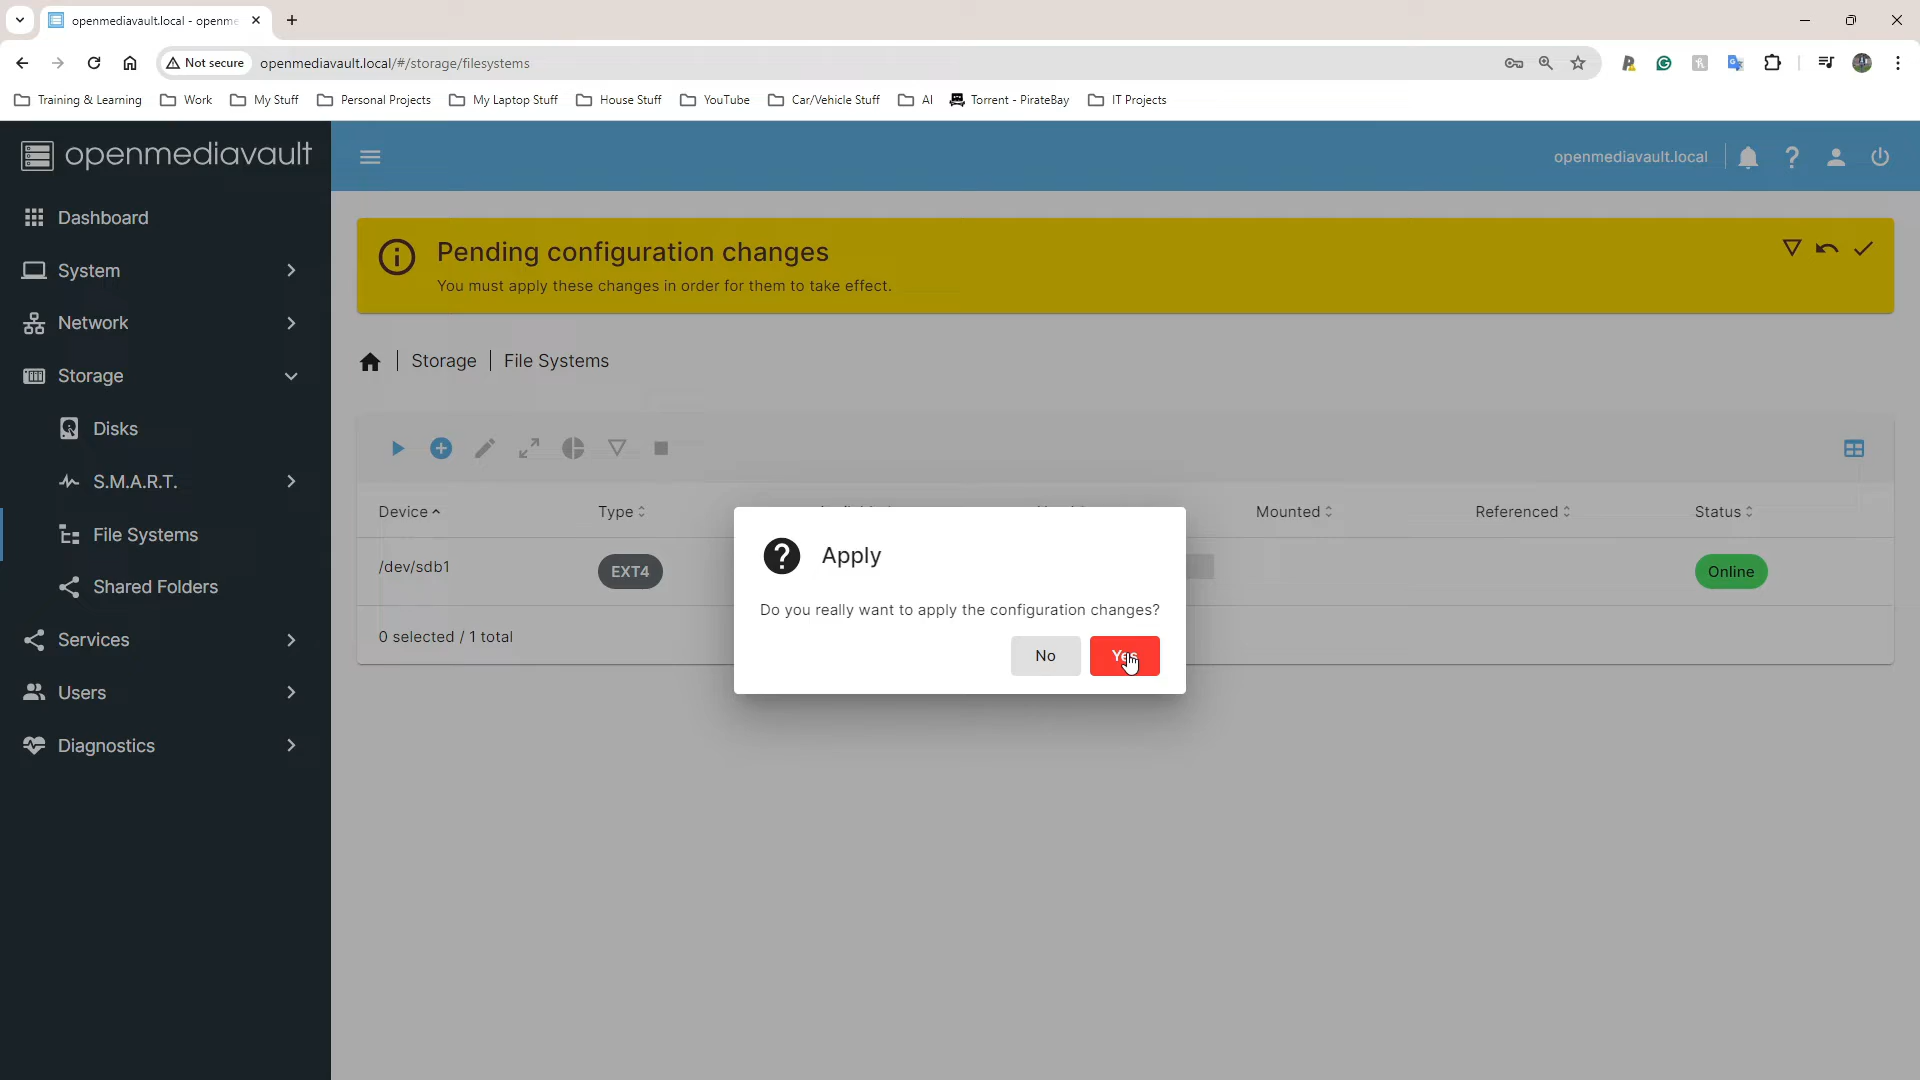 openmediavault.local - openme
Not secure
openmediavault.local/#/storage/filesystems
Training & Learning
Work
My Stuff
Personal Projects
My Laptop Stuff
House Stuff
YouTube
Car/Vehicle Stuff
AI
Torrent - PirateBay
IT Projects
openmediavault
openmediavault.local
Dashboard
System
Network
Storage
Disks
S.M.A.R.T.
File Systems
Shared Folders
Services
Users
Diagnostics
Pending configuration changes
You must apply these changes in order for them to take effect.
Storage
File Systems
Device
Type
Mounted
Referenced
Status
/dev/sdb1
EXT4
Online
0 selected / 1 total
Apply
Do you really want to apply the configuration changes?
No
Yes